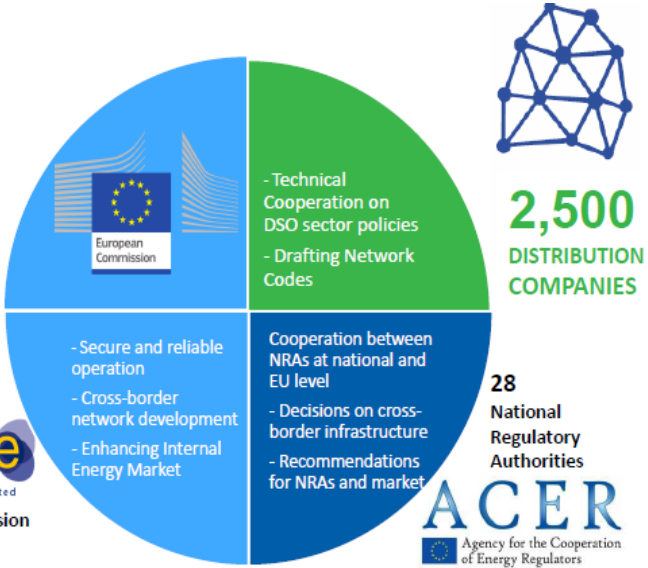 European
Commission
- Technical
Cooperation on
DSO sector policies
- Drafting Network
Codes
2,500
DISTRIBUTION
COMPANIES
- Secure and reliable
operation
- Cross-border
network development
- Enhancing Internal
Energy Market
Cooperation between
NRAs at national and
EU level
- Decisions on cross-
border infrastructure
- Recommendations
for NRAs and market
28
National
Regulatory
Authorities
ACER
Agency for the Cooperation
of Energy Regulators
e